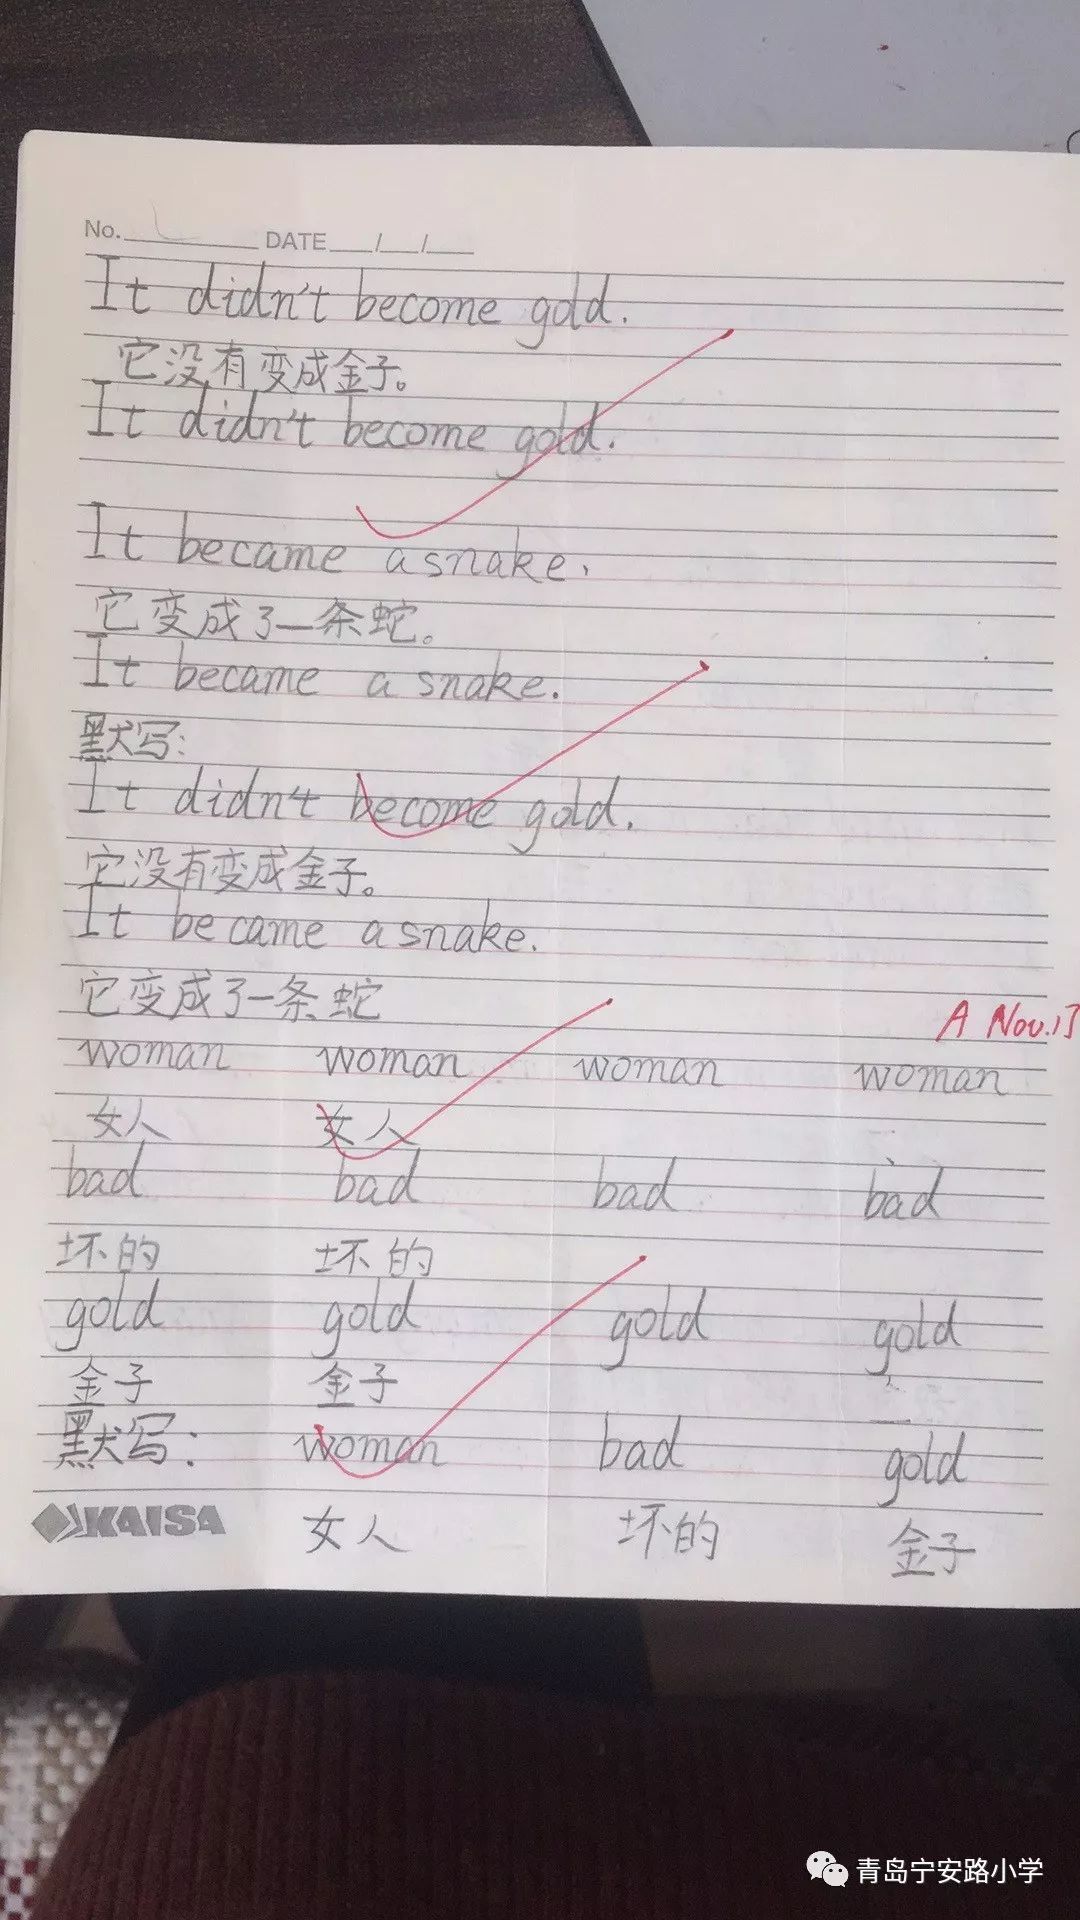 No. DATE / /
It didn't become gold.
它没有变成金子。
It didn't become gold.
It became a snake.
它变成了一条蛇。
It became a snake.
默写:
It didn't become gold.
它没有变成金子。
It became a snake.
它变成了一条蛇
A Nov.
woman woman woman woman
女人 女人
bad bad bad bad
坏的 坏的
gold gold gold gold
金子 金子
默写: woman bad gold
KAISA
女人 坏的 金子
青岛宁安路小学